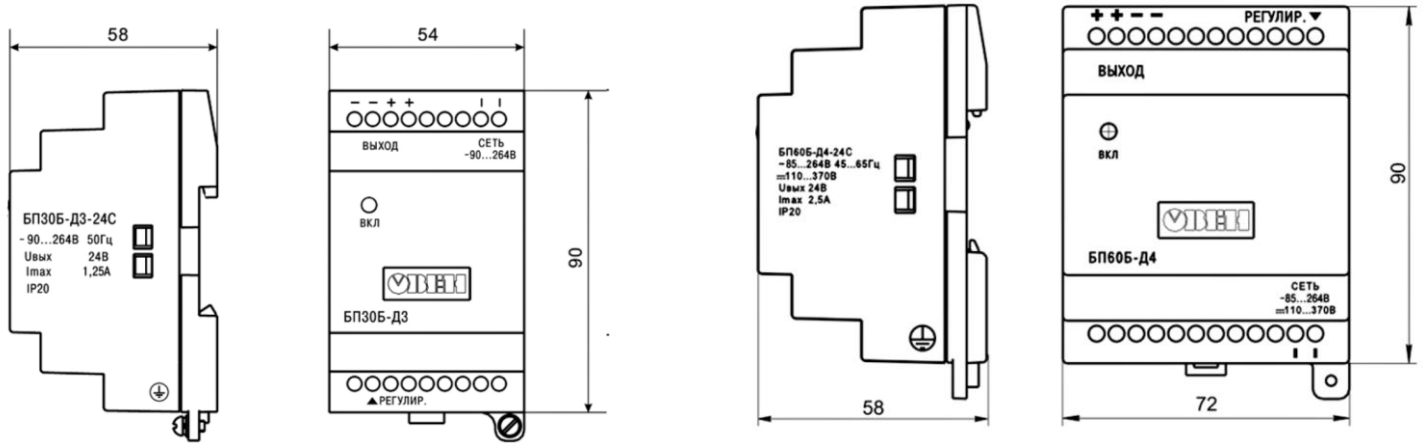 58
БП30Б-Д3-24С
~90...264В 50Гц
Uвых 24В
Imax 1,25А
IP20
54
− − + +
ВЫХОД
СЕТЬ
~90...264В
ВКЛ
ОВЕН
БП30Б-Д3
▲РЕГУЛИР.
90
БП60Б-Д4-24С
~85...264В 45...65Гц
⎓110...370В
Uвых 24В
Imax 2,5А
IP20
58
+ + − − РЕГУЛИР.▼
ВЫХОД
ВКЛ
ОВЕН
БП60Б-Д4
СЕТЬ
~85...264В
⎓110...370В
72
90